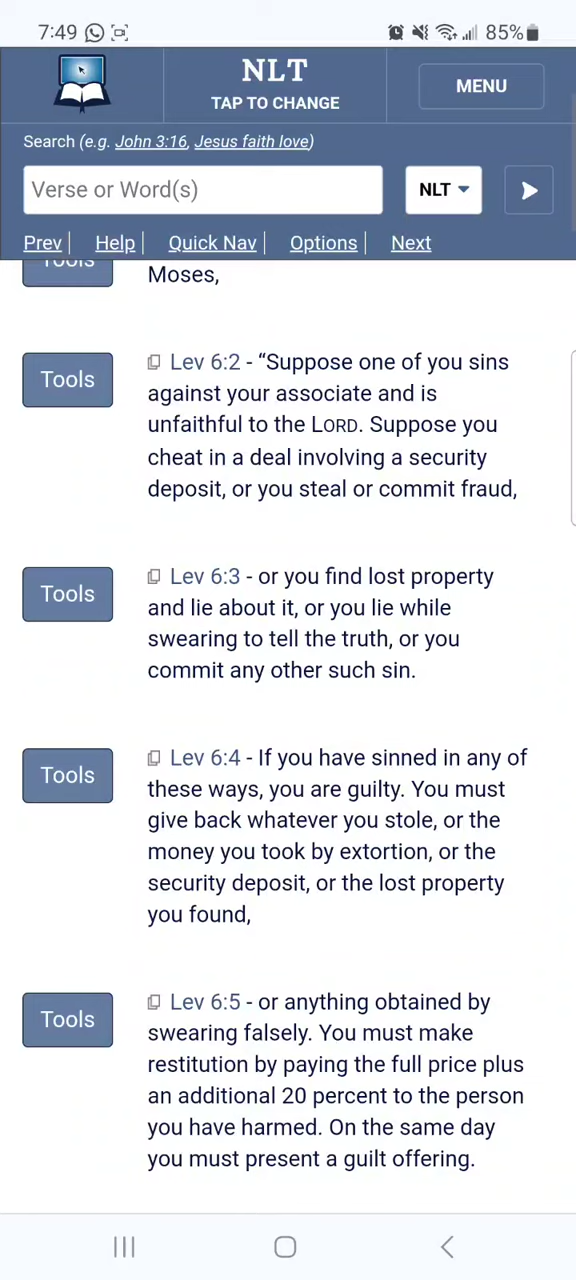 7:49 85%
NLT
TAP TO CHANGE
MENU
Search (e.g. John 3:16, Jesus faith love)
Verse or Word(s)
NLT
Prev Help Quick Nav Options Next
Tools
Moses,
Tools
Lev 6:2 - “Suppose one of you sins
against your associate and is
unfaithful to the LORD. Suppose you
cheat in a deal involving a security
deposit, or you steal or commit fraud,
Tools
Lev 6:3 - or you find lost property
and lie about it, or you lie while
swearing to tell the truth, or you
commit any other such sin.
Tools
Lev 6:4 - If you have sinned in any of
these ways, you are guilty. You must
give back whatever you stole, or the
money you took by extortion, or the
security deposit, or the lost property
you found,
Tools
Lev 6:5 - or anything obtained by
swearing falsely. You must make
restitution by paying the full price plus
an additional 20 percent to the person
you have harmed. On the same day
you must present a guilt offering.